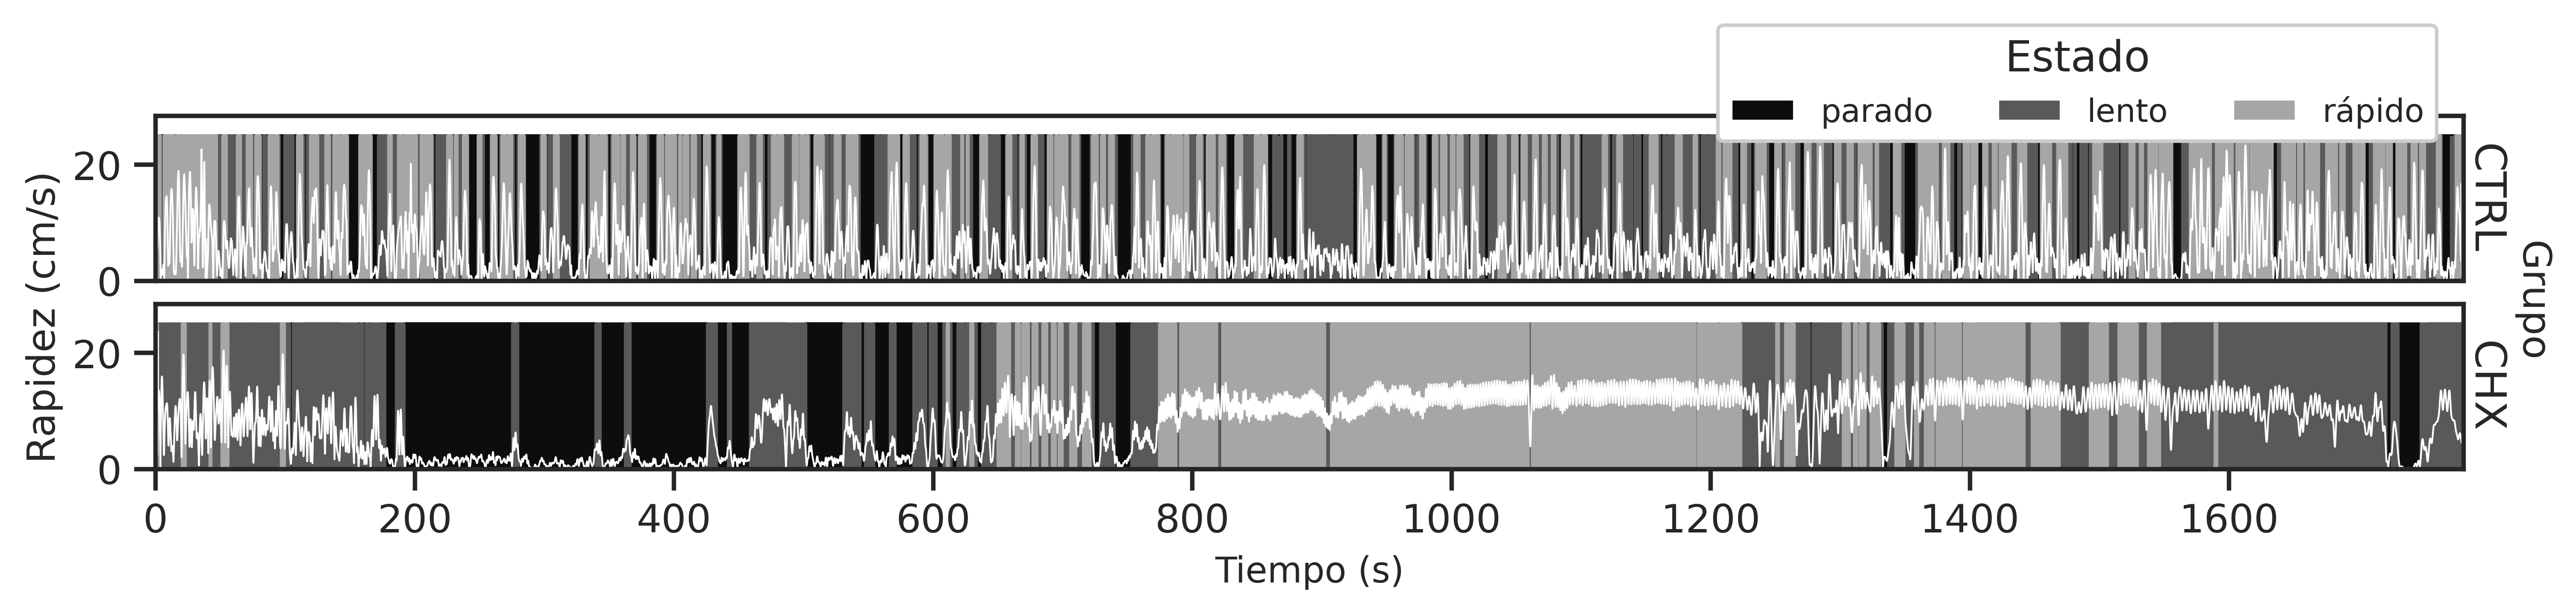 Estado
parado lento rápido
Rapidez (cm/s)
20
0
CTRL
20
0
CHX
Grupo
0 200 400 600 800 1000 1200 1400 1600
Tiempo (s)